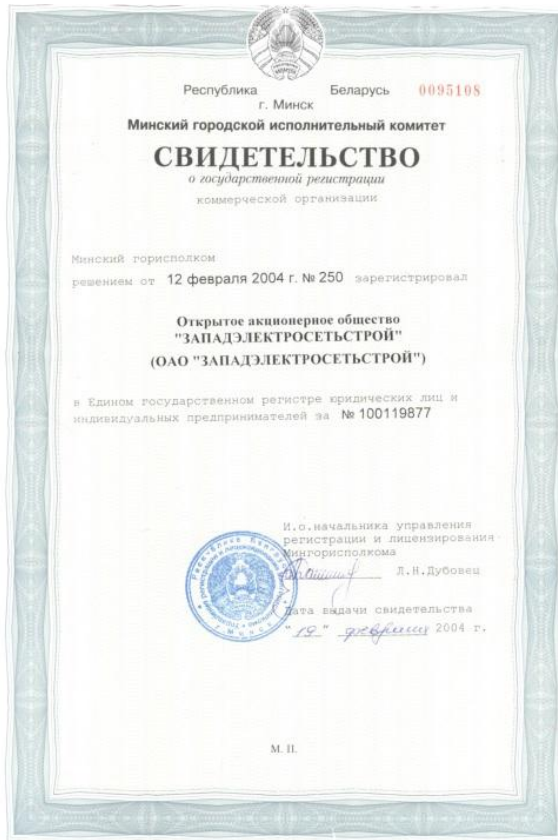 Республика Беларусь 0095108
г. Минск
Минский городской исполнительный комитет
СВИДЕТЕЛЬСТВО
о государственной регистрации
коммерческой организации
Минский горисполком
решением от 12 февраля 2004 г. № 250 зарегистрировал
Открытое акционерное общество
"ЗАПАДЭЛЕКТРОСЕТЬСТРОЙ"
(ОАО "ЗАПАДЭЛЕКТРОСЕТЬСТРОЙ")
в Едином государственном регистре юридических лиц и
индивидуальных предпринимателей за № 100119877
И.о.начальника управления
регистрации и лицензирования
Мингорисполкома
Л.Н.Дубовец
Дата выдачи свидетельства
"19" февраля 2004 г.
М. П.